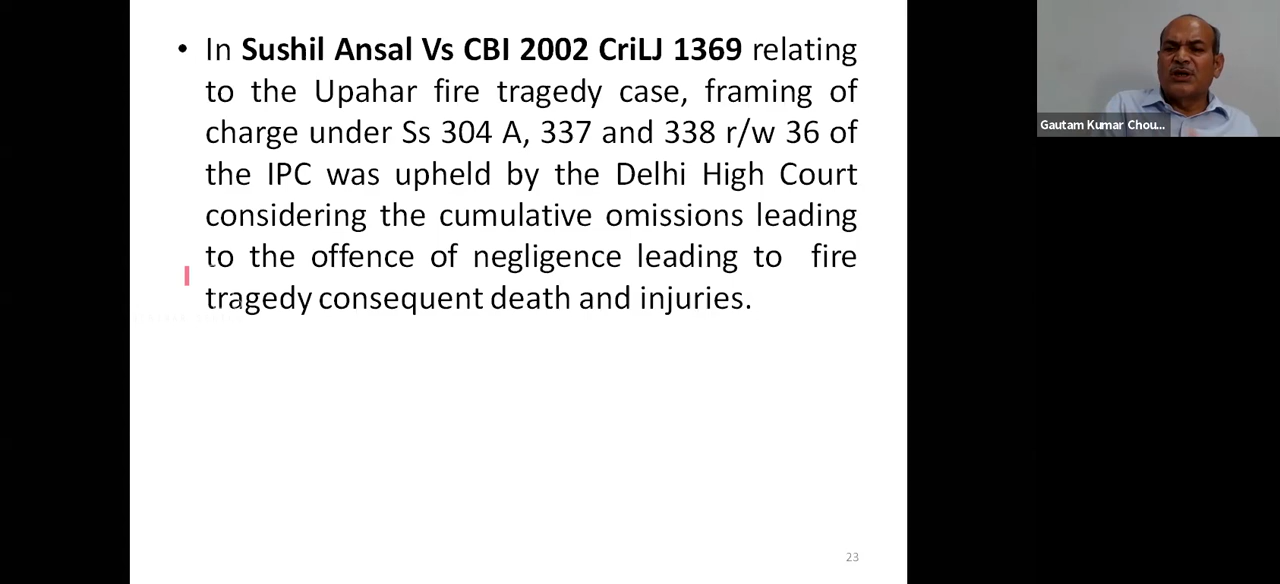 • In Sushil Ansal Vs CBI 2002 CriLJ 1369 relating
to the Upahar fire tragedy case, framing of
charge under Ss 304 A, 337 and 338 r/w 36 of
the IPC was upheld by the Delhi High Court
considering the cumulative omissions leading
to the offence of negligence leading to fire
tragedy consequent death and injuries.
23
Gautam Kumar Chou...